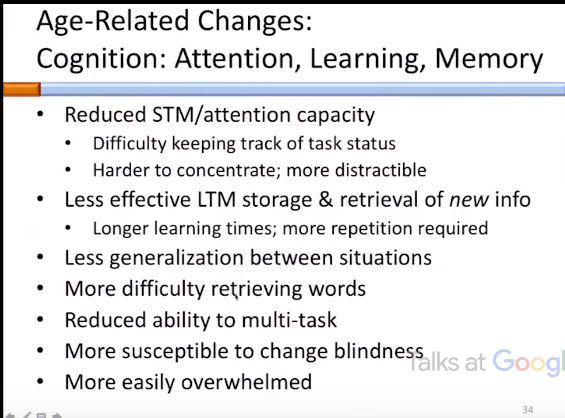 Age-Related Changes:
Cognition: Attention, Learning, Memory
• Reduced STM/attention capacity
• Difficulty keeping track of task status
• Harder to concentrate; more distractible
• Less effective LTM storage & retrieval of new info
• Longer learning times; more repetition required
• Less generalization between situations
• More difficulty retrieving words
• Reduced ability to multi-task
• More susceptible to change blindness
Talks at Googl
• More easily overwhelmed
34